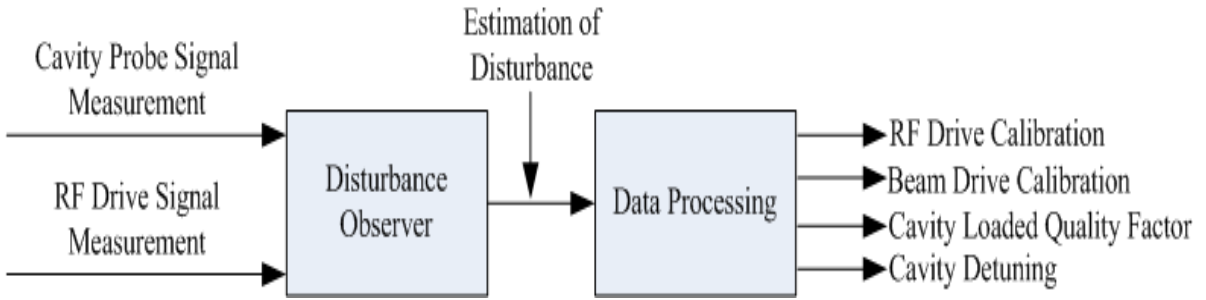 Estimation of
Disturbance
Cavity Probe Signal
Measurement
RF Drive Signal
Measurement
Disturbance
Observer
Data Processing
RF Drive Calibration
Beam Drive Calibration
Cavity Loaded Quality Factor
Cavity Detuning